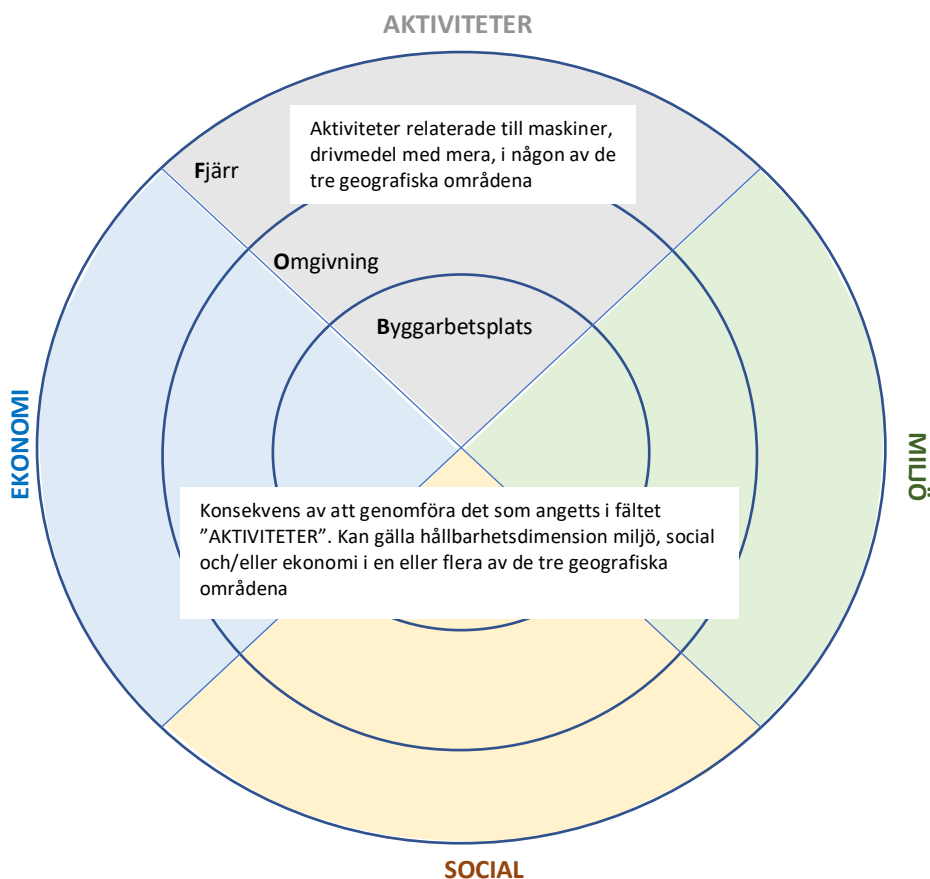 AKTIVITETER
Aktiviteter relaterade till maskiner,
drivmedel med mera, i någon av de
tre geografiska områdena
Fjärr
Omgivning
Byggarbetsplats
EKONOMI
MILJÖ
Konsekvens av att genomföra det som angetts i fältet
”AKTIVITETER”. Kan gälla hållbarhetsdimension miljö, social
och/eller ekonomi i en eller flera av de tre geografiska
områdena
SOCIAL